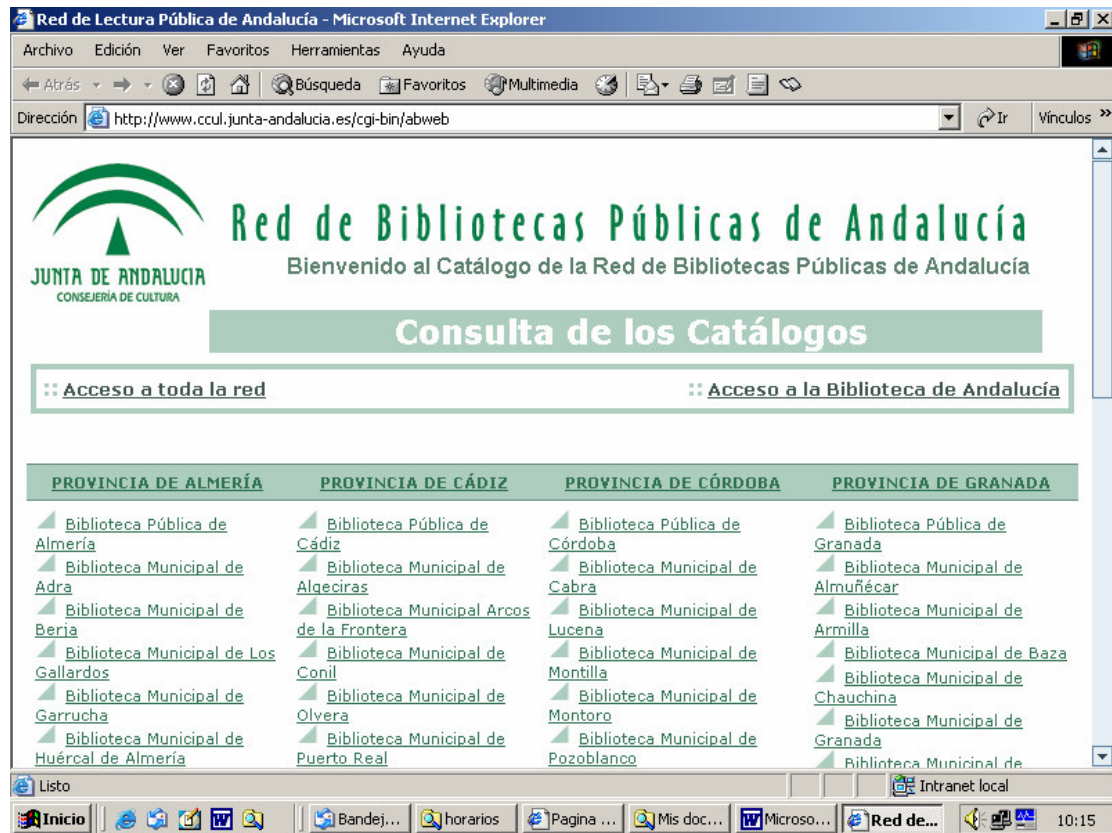 Red de Lectura Pública de Andalucía - Microsoft Internet Explorer
Archivo Edición Ver Favoritos Herramientas Ayuda
Atrás Búsqueda Favoritos Multimedia
Dirección http://www.ccul.junta-andalucia.es/cgi-bin/abweb Ir Vínculos »
Red de Bibliotecas Públicas de Andalucía
Bienvenido al Catálogo de la Red de Bibliotecas Públicas de Andalucía
JUNTA DE ANDALUCIA
CONSEJERÍA DE CULTURA
Consulta de los Catálogos
:: Acceso a toda la red :: Acceso a la Biblioteca de Andalucía
PROVINCIA DE ALMERÍA PROVINCIA DE CÁDIZ PROVINCIA DE CÓRDOBA PROVINCIA DE GRANADA
Biblioteca Pública de
Almería
Biblioteca Municipal de
Adra
Biblioteca Municipal de
Berja
Biblioteca Municipal de Los
Gallardos
Biblioteca Municipal de
Garrucha
Biblioteca Municipal de
Huércal de Almería
Biblioteca Pública de
Cádiz
Biblioteca Municipal de
Algeciras
Biblioteca Municipal Arcos
de la Frontera
Biblioteca Municipal de
Conil
Biblioteca Municipal de
Olvera
Biblioteca Municipal de
Puerto Real
Biblioteca Pública de
Córdoba
Biblioteca Municipal de
Cabra
Biblioteca Municipal de
Lucena
Biblioteca Municipal de
Montilla
Biblioteca Municipal de
Montoro
Biblioteca Municipal de
Pozoblanco
Biblioteca Pública de
Granada
Biblioteca Municipal de
Almuñécar
Biblioteca Municipal de
Armilla
Biblioteca Municipal de Baza
Biblioteca Municipal de
Chauchina
Biblioteca Municipal de
Granada
Biblioteca Municipal de
Listo Intranet local
Inicio Bandej... horarios Pagina ... Mis doc... Microso... Red de... 10:15